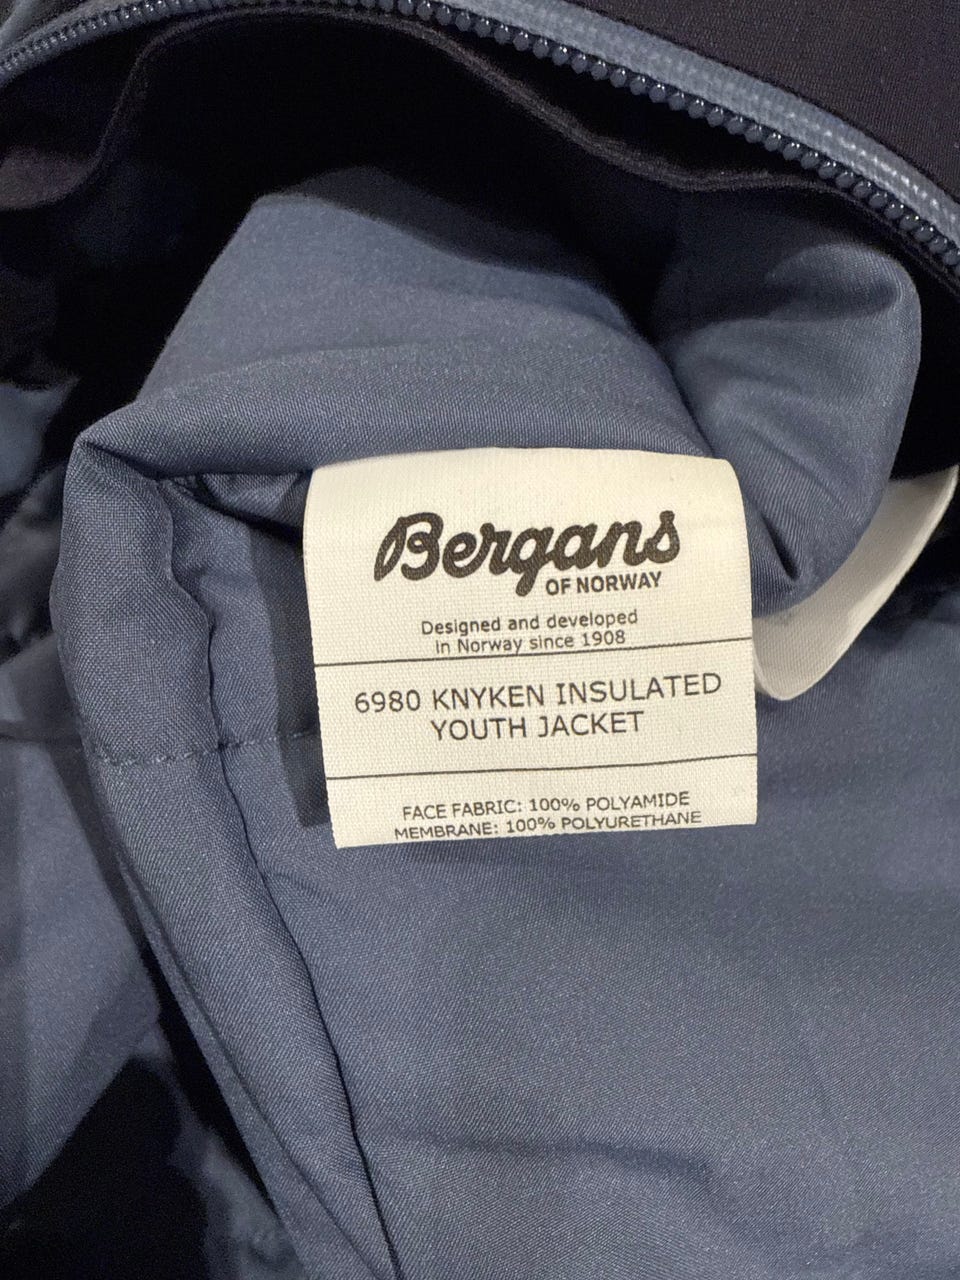 Bergans
OF NORWAY
Designed and developed
in Norway since 1908
6980 KNYKEN INSULATED
YOUTH JACKET
FACE FABRIC: 100% POLYAMIDE
MEMBRANE: 100% POLYURETHANE